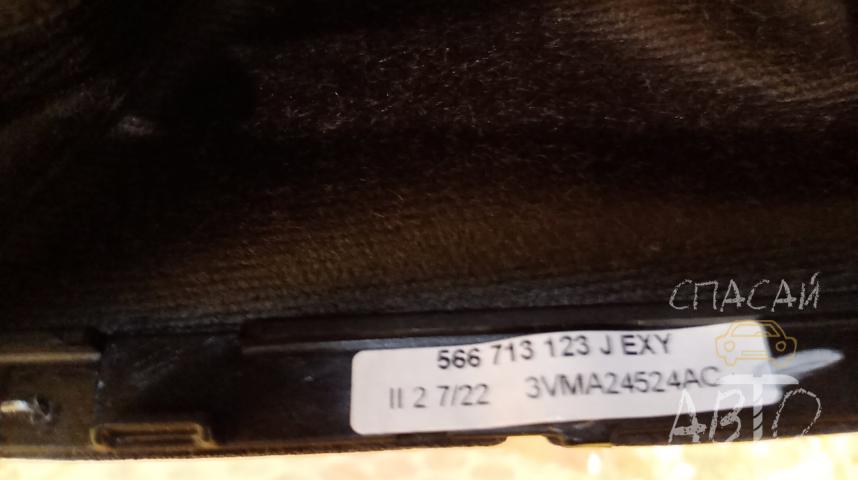 СПАСАЙ
АВТО
566 713 123 J EXY
II 2 7/22 3VMA24524AC